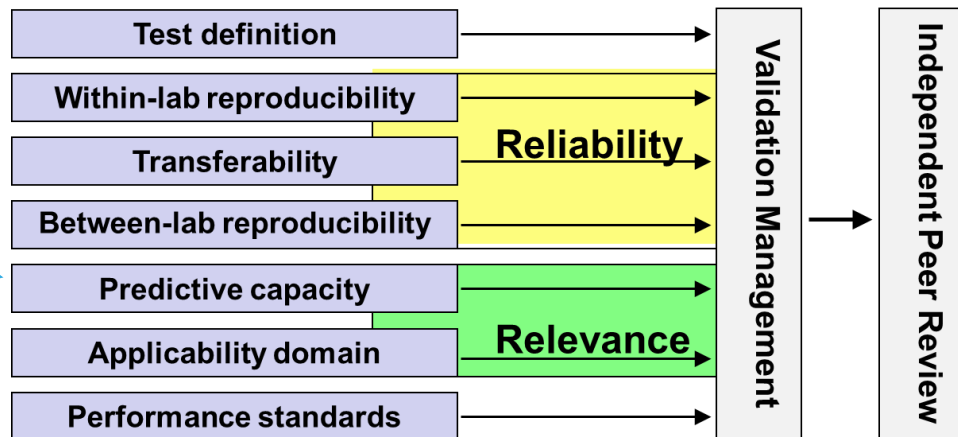 Test definition
Within-lab reproducibility
Transferability
Between-lab reproducibility
Predictive capacity
Applicability domain
Performance standards
Reliability
Relevance
Validation Management
Independent Peer Review